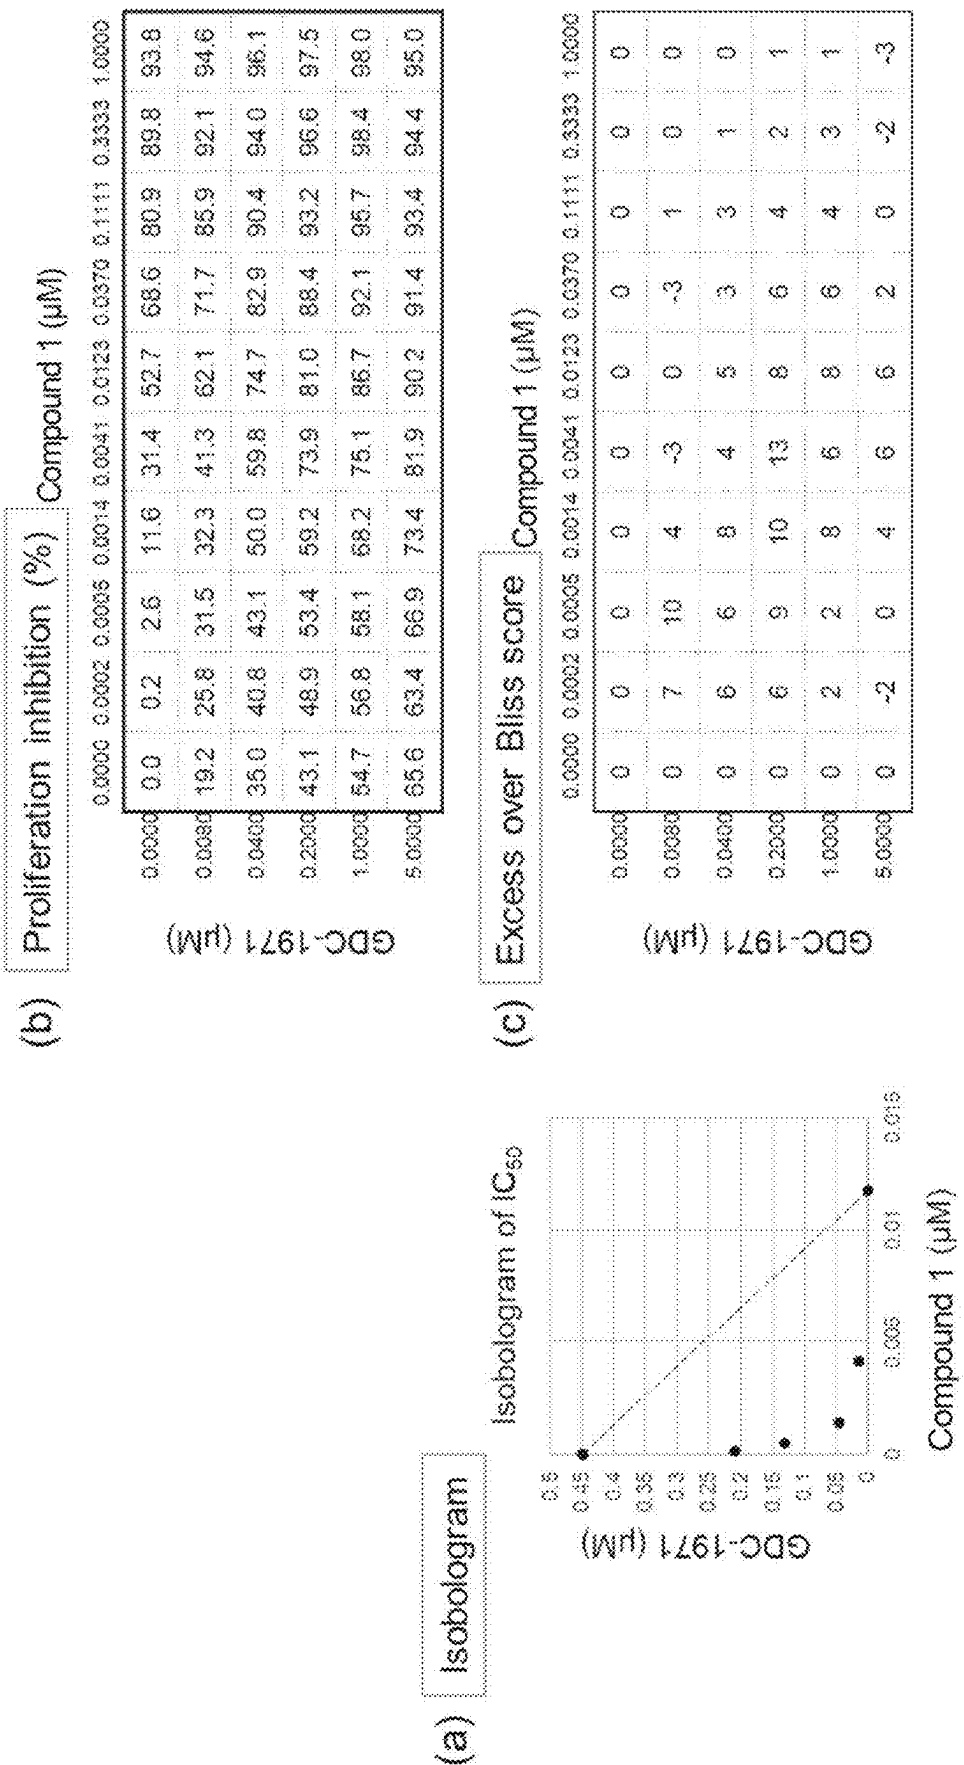 (a) Isobologram
Isobologram of IC50
GDC-1971 (µM)
0.5
0.45
0.4
0.35
0.3
0.25
0.2
0.15
0.1
0.05
0
0 0.005 0.01 0.015
Compound 1 (µM)
(b) Proliferation inhibition (%)
Compound 1 (µM)
0.0000 0.0002 0.0005 0.0014 0.0041 0.0123 0.0370 0.1111 0.3333 1.0000
GDC-1971 (µM)
0.0000 0.0 0.2 2.6 11.6 31.4 52.7 68.6 80.9 89.8 93.8
0.0080 19.2 25.8 31.5 32.3 41.3 62.1 71.7 85.9 92.1 94.6
0.0400 35.0 40.8 43.1 50.0 59.8 74.7 82.9 90.4 94.0 96.1
0.2000 43.1 48.9 53.4 59.2 73.9 81.0 88.4 93.2 96.6 97.5
1.0000 54.7 56.8 58.1 68.2 75.1 86.7 92.1 95.7 98.4 98.0
5.0000 65.6 63.4 66.9 73.4 81.9 90.2 91.4 93.4 94.4 95.0
(c) Excess over Bliss score
Compound 1 (µM)
0.0000 0.0002 0.0005 0.0014 0.0041 0.0123 0.0370 0.1111 0.3333 1.0000
GDC-1971 (µM)
0.0000 0 0 0 0 0 0 0 0 0 0
0.0080 0 7 10 4 -3 0 -3 1 0 0
0.0400 0 6 6 8 4 5 3 3 1 0
0.2000 0 6 9 10 13 8 6 4 2 1
1.0000 0 2 2 8 6 8 6 4 3 1
5.0000 0 -2 0 4 6 6 2 0 -2 -3